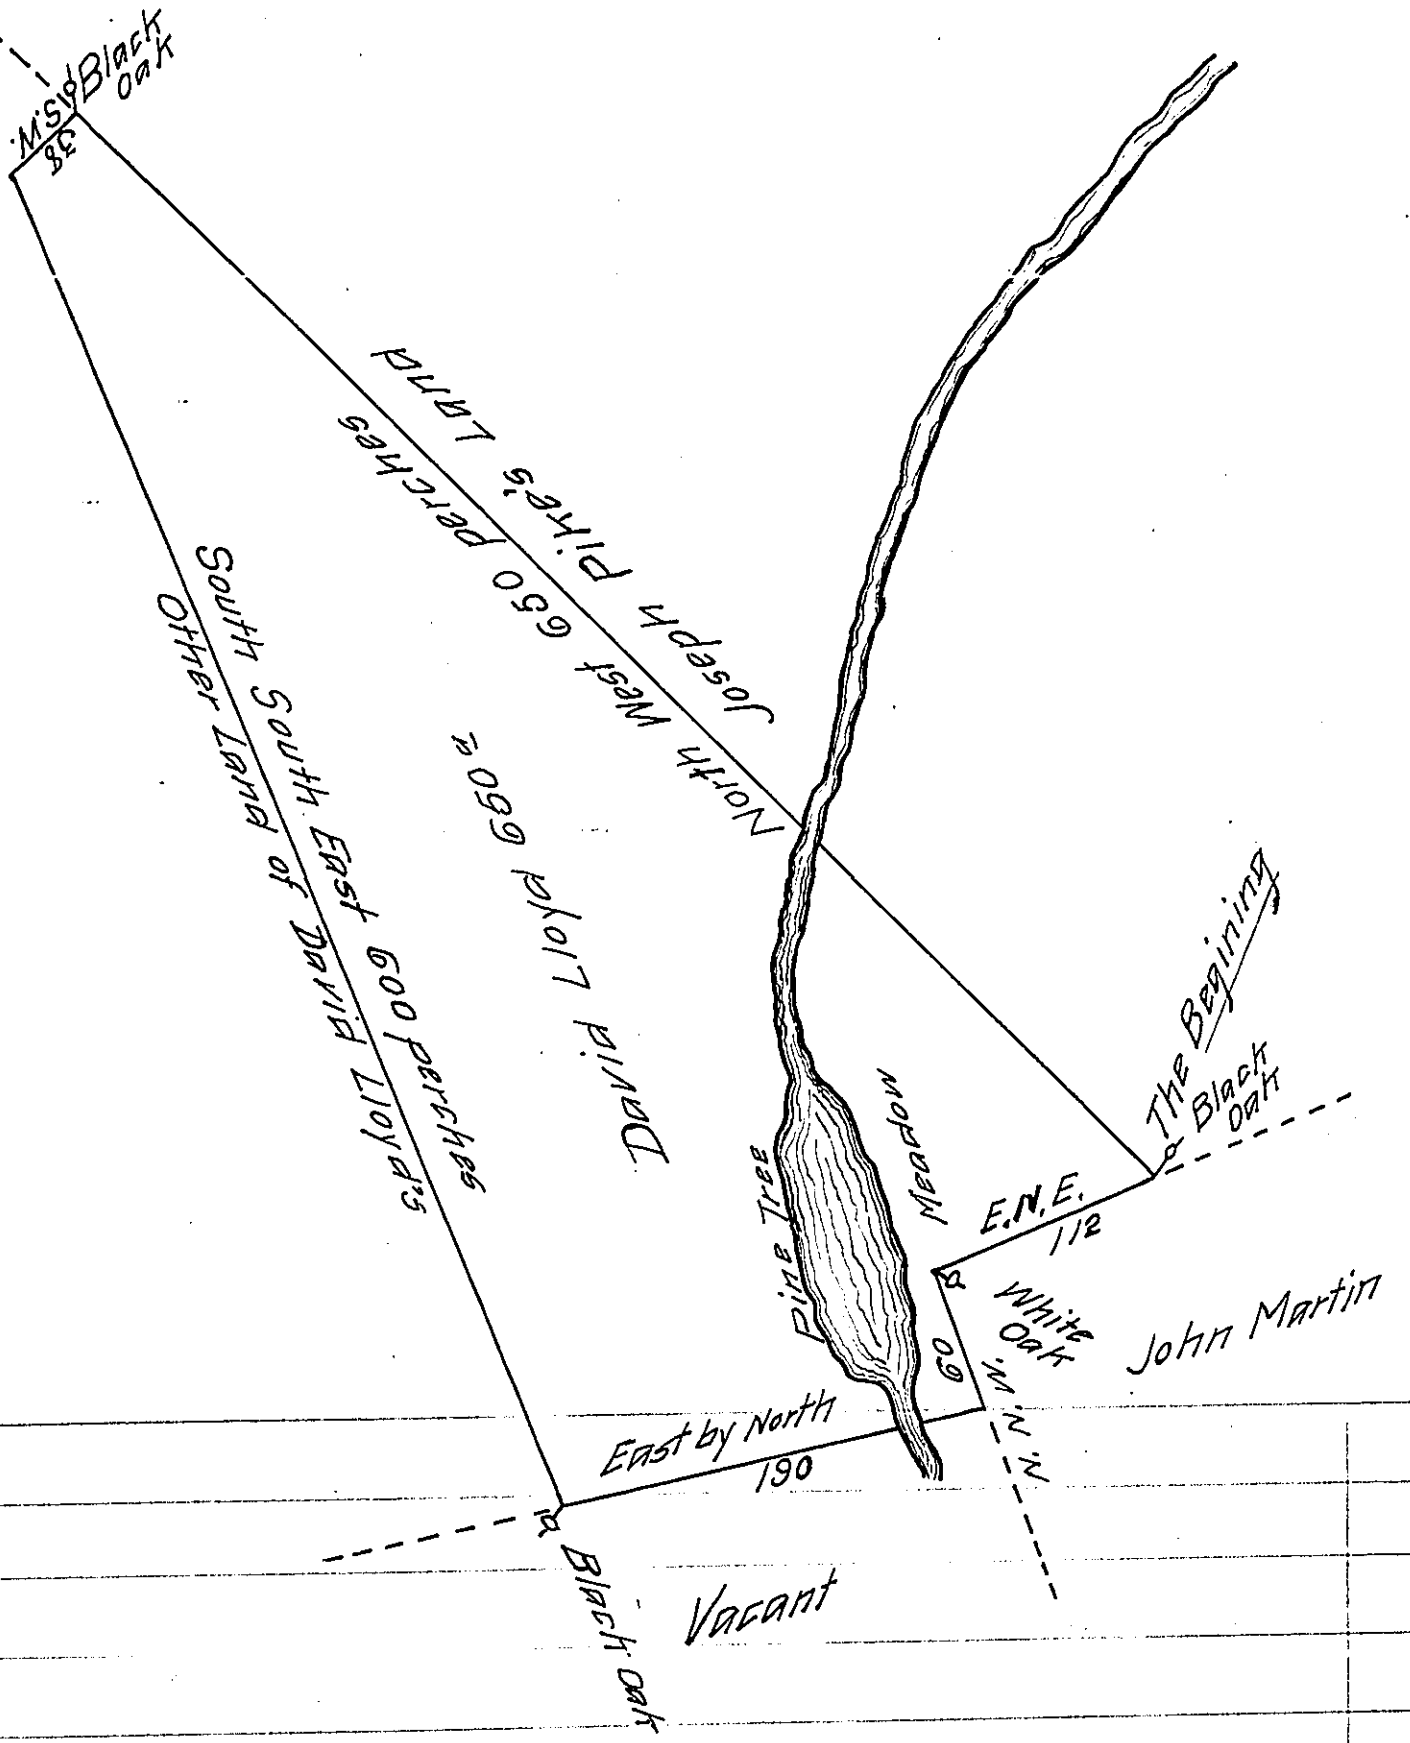 Black
Oak
S.W.
38
Joseph Pike's Land
North West 650 perches
David Lloyd 680 a
South South East 600 perches
Other Land of David Lloyd's
The Begining
Black
Oak
Meadow
Pine Tree
E.N.E.
112
White
Oak
John Martin
60
N.N.W.
East by North
190
Black Oak
Vacant